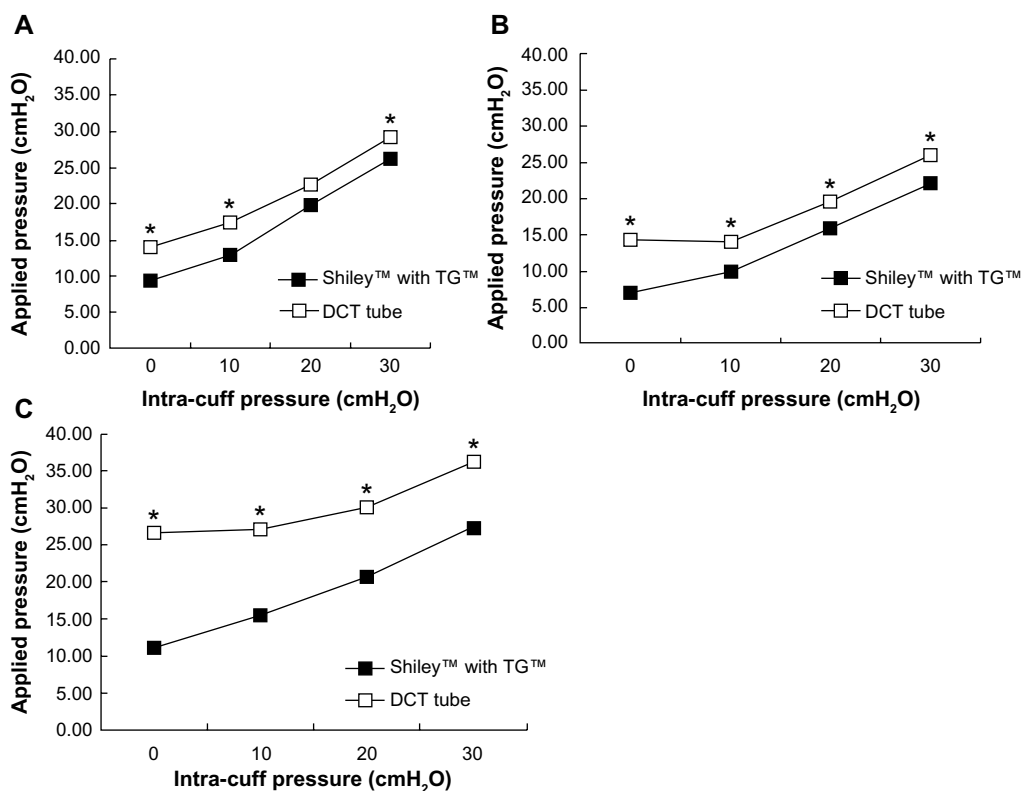 A
Applied pressure (cmH₂O)
40.00
35.00
30.00
25.00
20.00
15.00
10.00
5.00
0.00
*
*
*
Shiley™ with TG™
DCT tube
0 10 20 30
Intra-cuff pressure (cmH₂O)
B
Applied pressure (cmH₂O)
40.00
35.00
30.00
25.00
20.00
15.00
10.00
5.00
0.00
*
*
*
*
Shiley™ with TG™
DCT tube
0 10 20 30
Intra-cuff pressure (cmH₂O)
C
Applied pressure (cmH₂O)
40.00
35.00
30.00
25.00
20.00
15.00
10.00
5.00
0.00
*
*
*
*
Shiley™ with TG™
DCT tube
0 10 20 30
Intra-cuff pressure (cmH₂O)